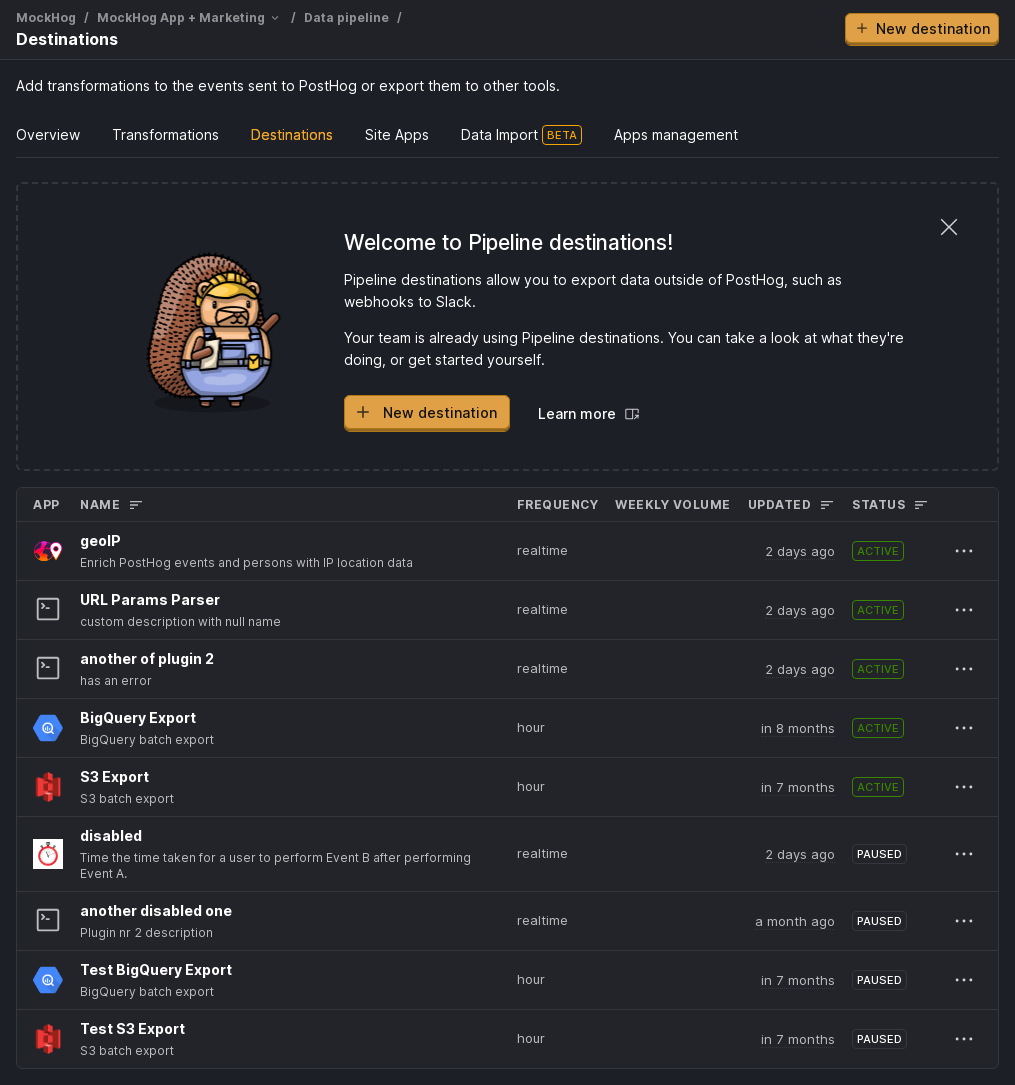 MockHog / MockHog App + Marketing / Data pipeline /
Destinations
New destination
Add transformations to the events sent to PostHog or export them to other tools.
Overview Transformations Destinations Site Apps Data Import BETA Apps management
Welcome to Pipeline destinations!
Pipeline destinations allow you to export data outside of PostHog, such as
webhooks to Slack.
Your team is already using Pipeline destinations. You can take a look at what they're
doing, or get started yourself.
New destination Learn more
APP NAME FREQUENCY WEEKLY VOLUME UPDATED STATUS
geoIP
Enrich PostHog events and persons with IP location data
realtime 2 days ago ACTIVE
URL Params Parser
custom description with null name
realtime 2 days ago ACTIVE
another of plugin 2
has an error
realtime 2 days ago ACTIVE
BigQuery Export
BigQuery batch export
hour in 8 months ACTIVE
S3 Export
S3 batch export
hour in 7 months ACTIVE
disabled
Time the time taken for a user to perform Event B after performing
Event A.
realtime 2 days ago PAUSED
another disabled one
Plugin nr 2 description
realtime a month ago PAUSED
Test BigQuery Export
BigQuery batch export
hour in 7 months PAUSED
Test S3 Export
S3 batch export
hour in 7 months PAUSED